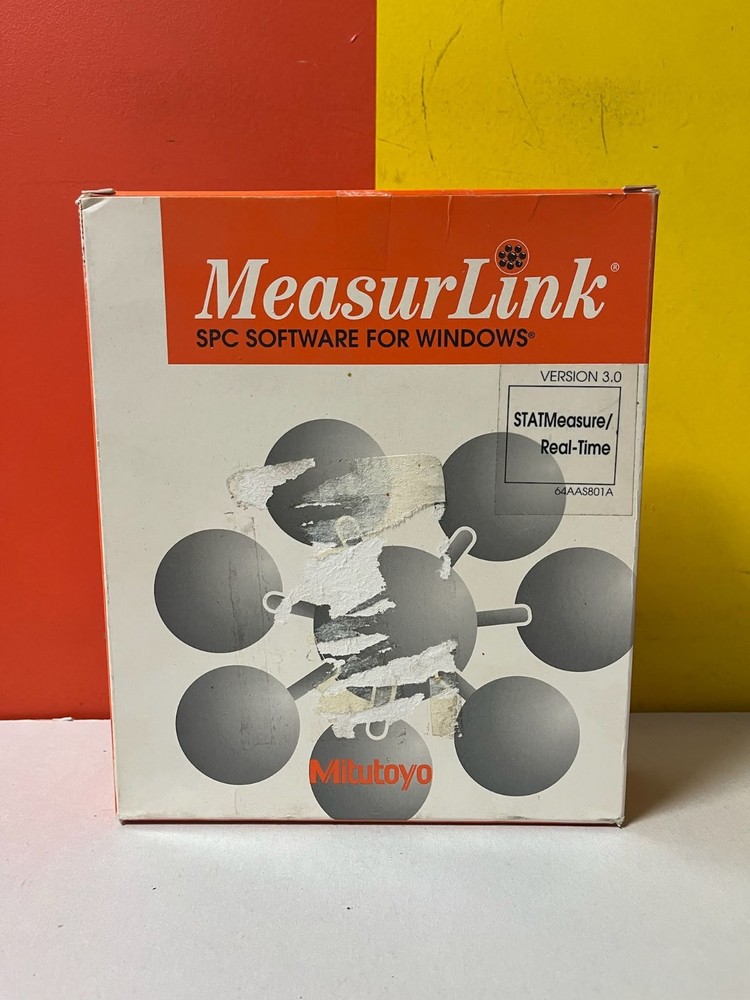 MeasurLink®
SPC SOFTWARE FOR WINDOWS®
VERSION 3.0
STATMeasure/
Real-Time
64AAS801A
Mitutoyo